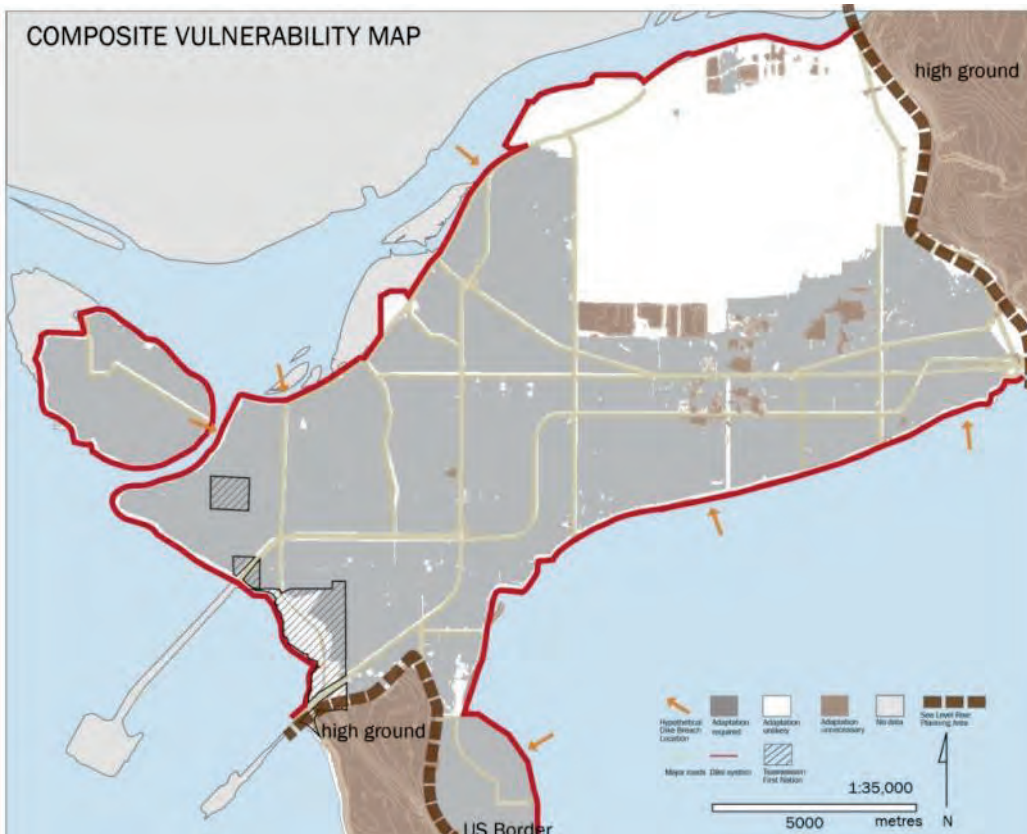 COMPOSITE VULNERABILITY MAP
high ground
high ground
US Border
Hypothetical
Dike Breach
Location
Adaptation
required
Adaptation
unlikely
Adaptation
unnecessary
No data
Sea Level Rise
Planning Area
Major roads
Dike system
Tsawwassen
First Nation
1:35,000
5000
metres
N